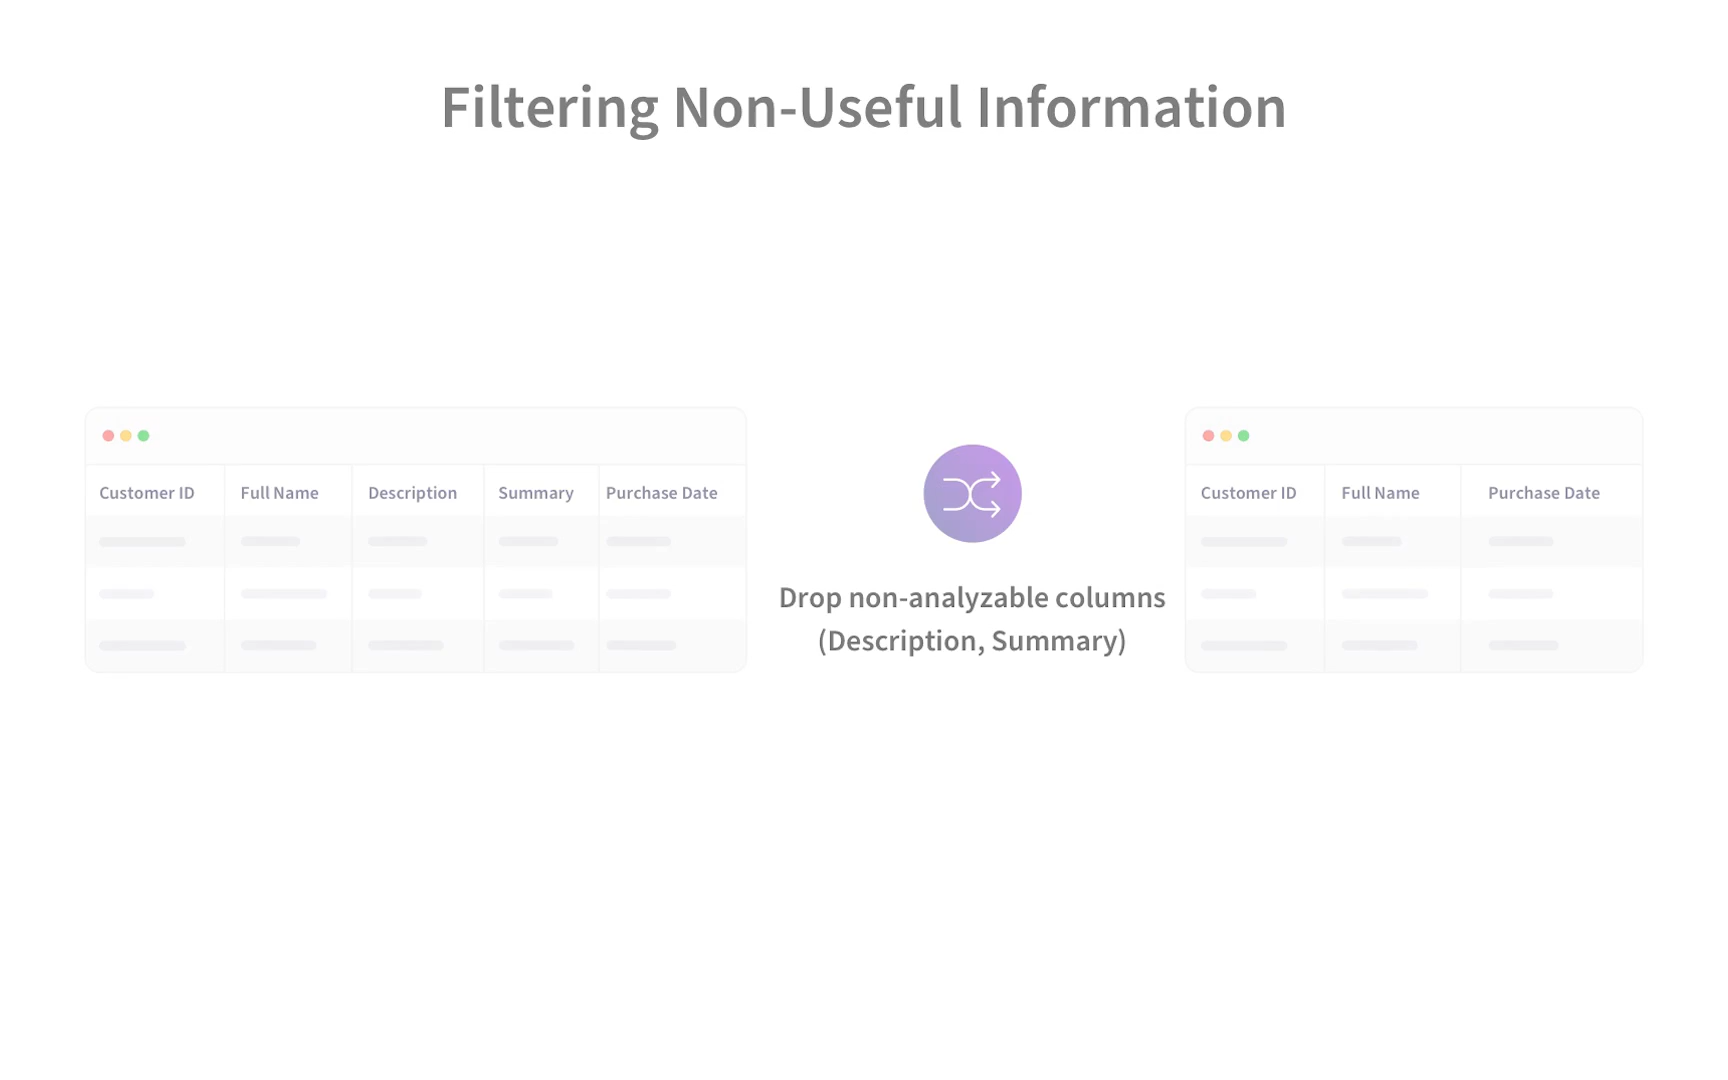 Filtering Non-Useful Information
Customer ID Full Name Description Summary Purchase Date
Drop non-analyzable columns
(Description, Summary)
Customer ID Full Name Purchase Date